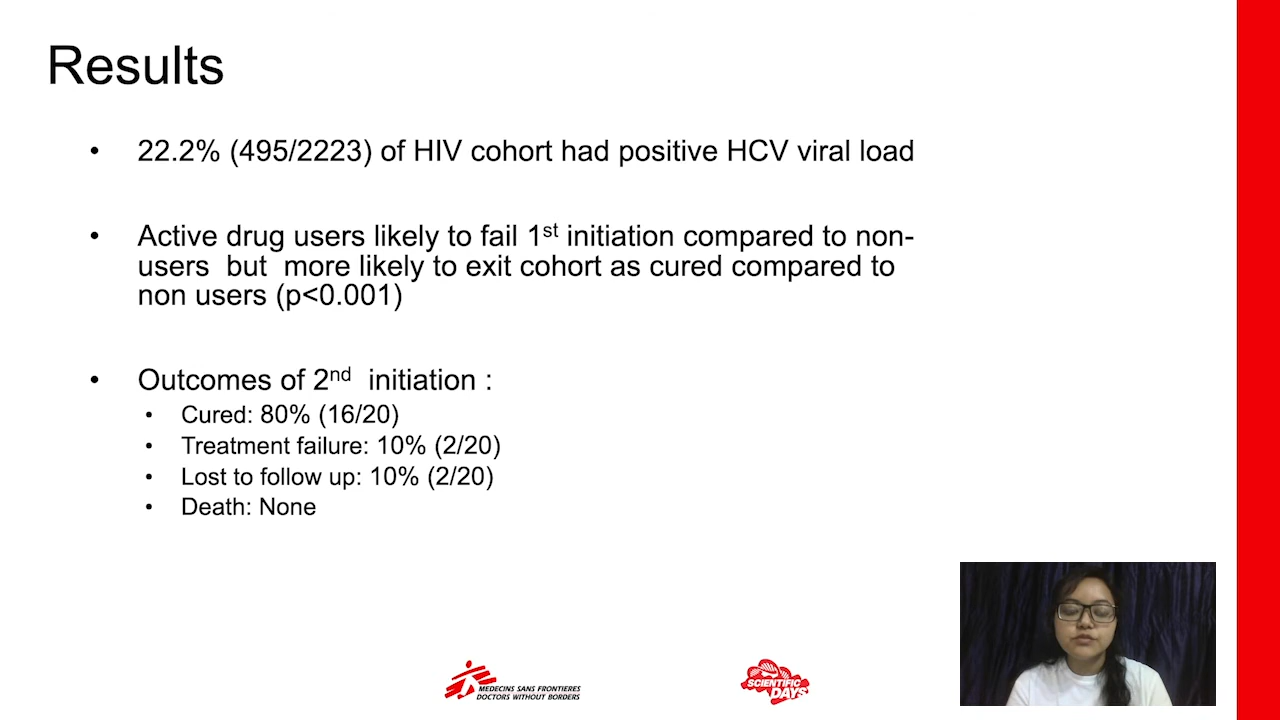 Results
• 22.2% (495/2223) of HIV cohort had positive HCV viral load
• Active drug users likely to fail 1st initiation compared to non-
users but more likely to exit cohort as cured compared to
non users (p<0.001)
• Outcomes of 2nd initiation :
• Cured: 80% (16/20)
• Treatment failure: 10% (2/20)
• Lost to follow up: 10% (2/20)
• Death: None
MEDECINS SANS FRONTIERES
DOCTORS WITHOUT BORDERS
SCIENTIFIC
DAYS